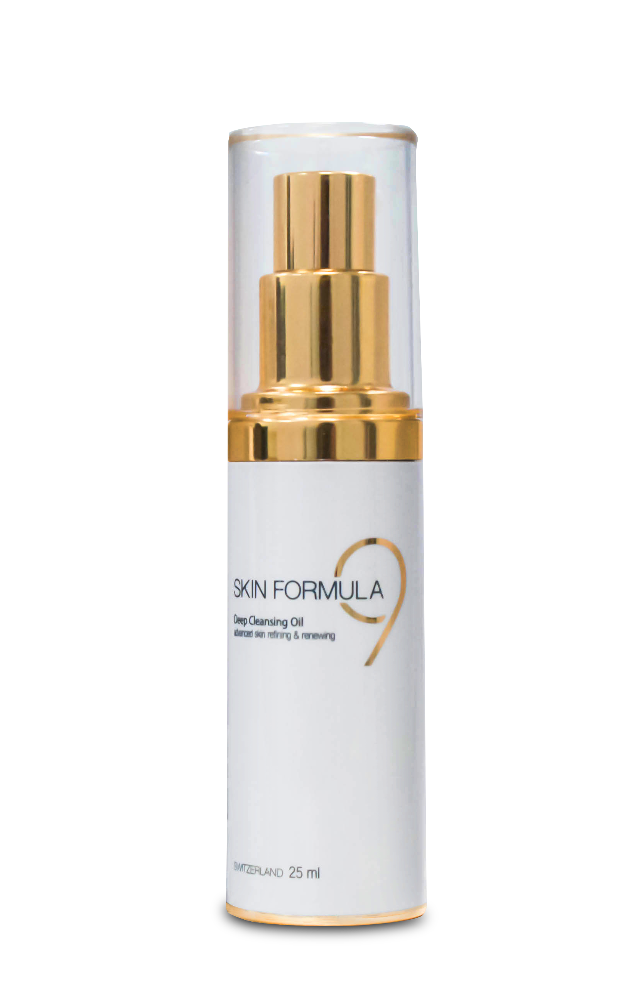 SKIN FORMULA 9
Deep Cleansing Oil
advanced skin refining & renewing
SWITZERLAND 25 ml